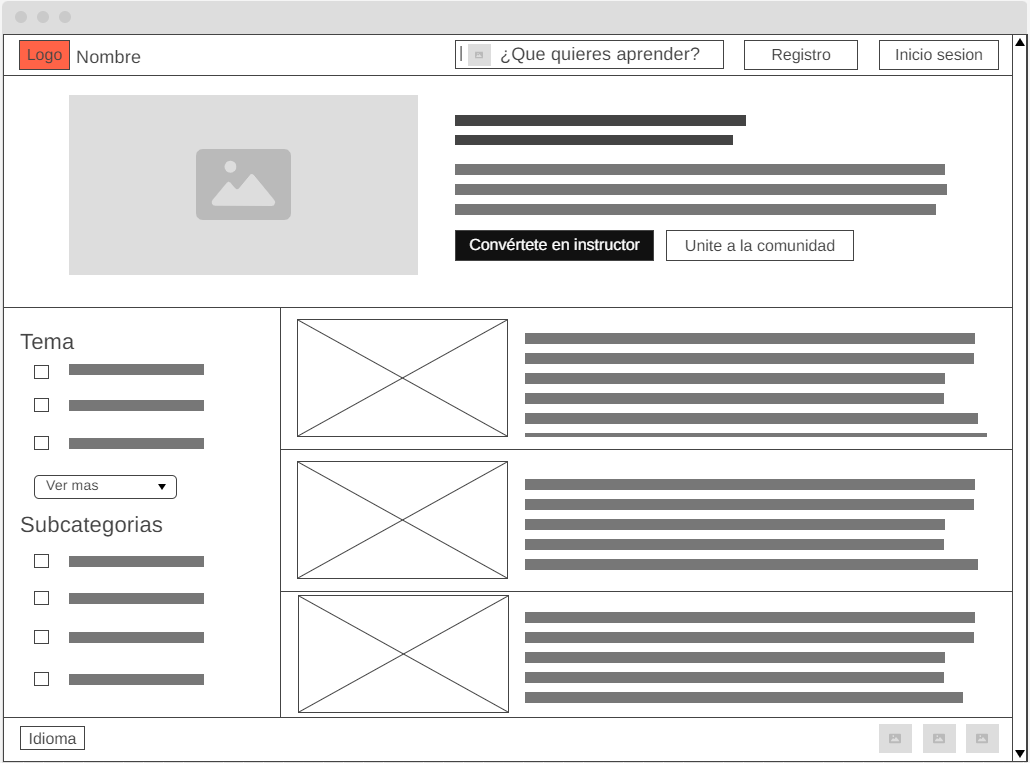 Logo
Nombre
¿Que quieres aprender?
Registro
Inicio sesion
Convértete en instructor
Unite a la comunidad
Tema
Ver mas
Subcategorias
Idioma